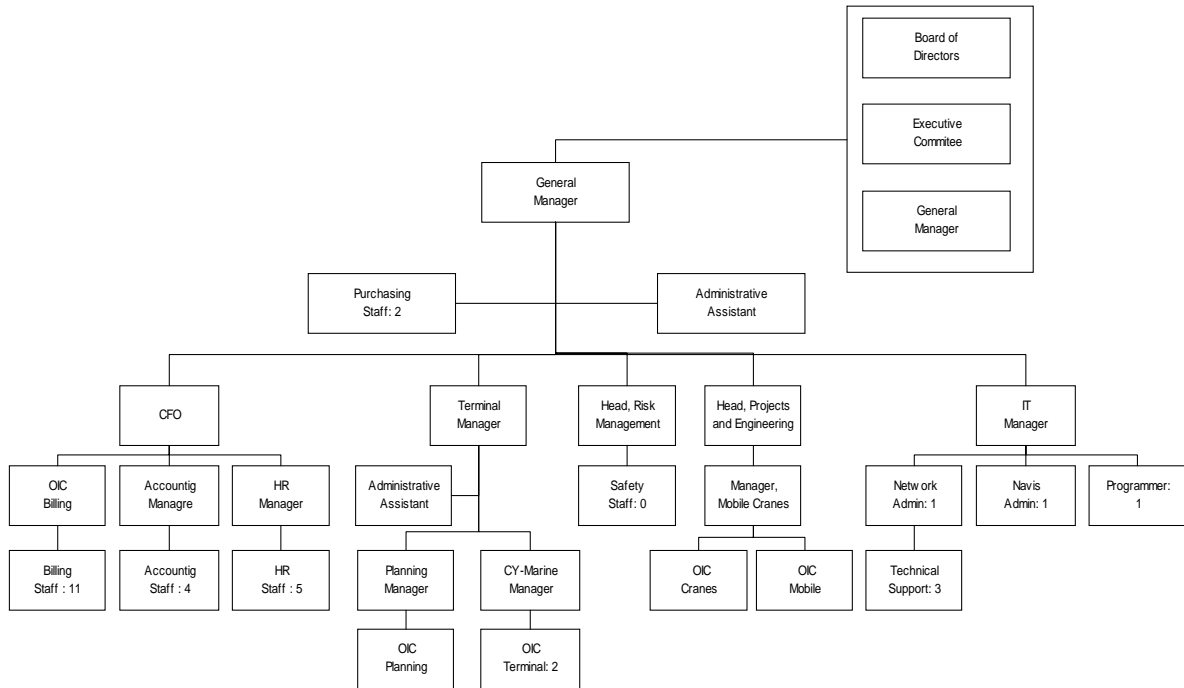 Board of
Directors
Executive
Commitee
General
Manager
General
Manager
Purchasing
Staff: 2
Administrative
Assistant
CFO
Terminal
Manager
Head, Risk
Management
Head, Projects
and Engineering
IT
Manager
OIC
Billing
Accountig
Managre
HR
Manager
Administrative
Assistant
Safety
Staff: 0
Manager,
Mobile Cranes
Network
Admin: 1
Navis
Admin: 1
Programmer:
1
Billing
Staff : 11
Accountig
Staff : 4
HR
Staff : 5
Planning
Manager
CY-Marine
Manager
OIC
Cranes
OIC
Mobile
Technical
Support: 3
OIC
Planning
OIC
Terminal: 2